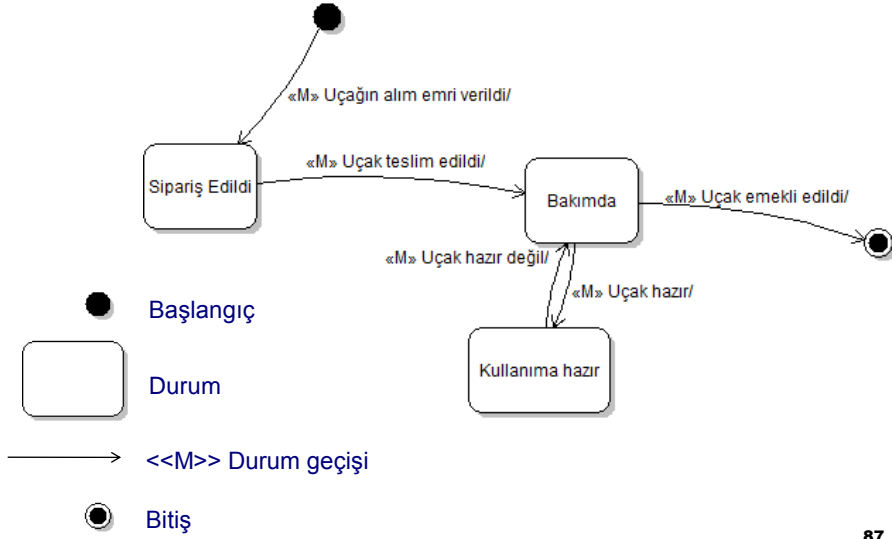 «M» Uçağın alım emri verildi/
Sipariş Edildi
«M» Uçak teslim edildi/
Bakımda
«M» Uçak emekli edildi/
«M» Uçak hazır değil/
«M» Uçak hazır/
Kullanıma hazır
Başlangıç
Durum
<<M>> Durum geçişi
Bitiş
87